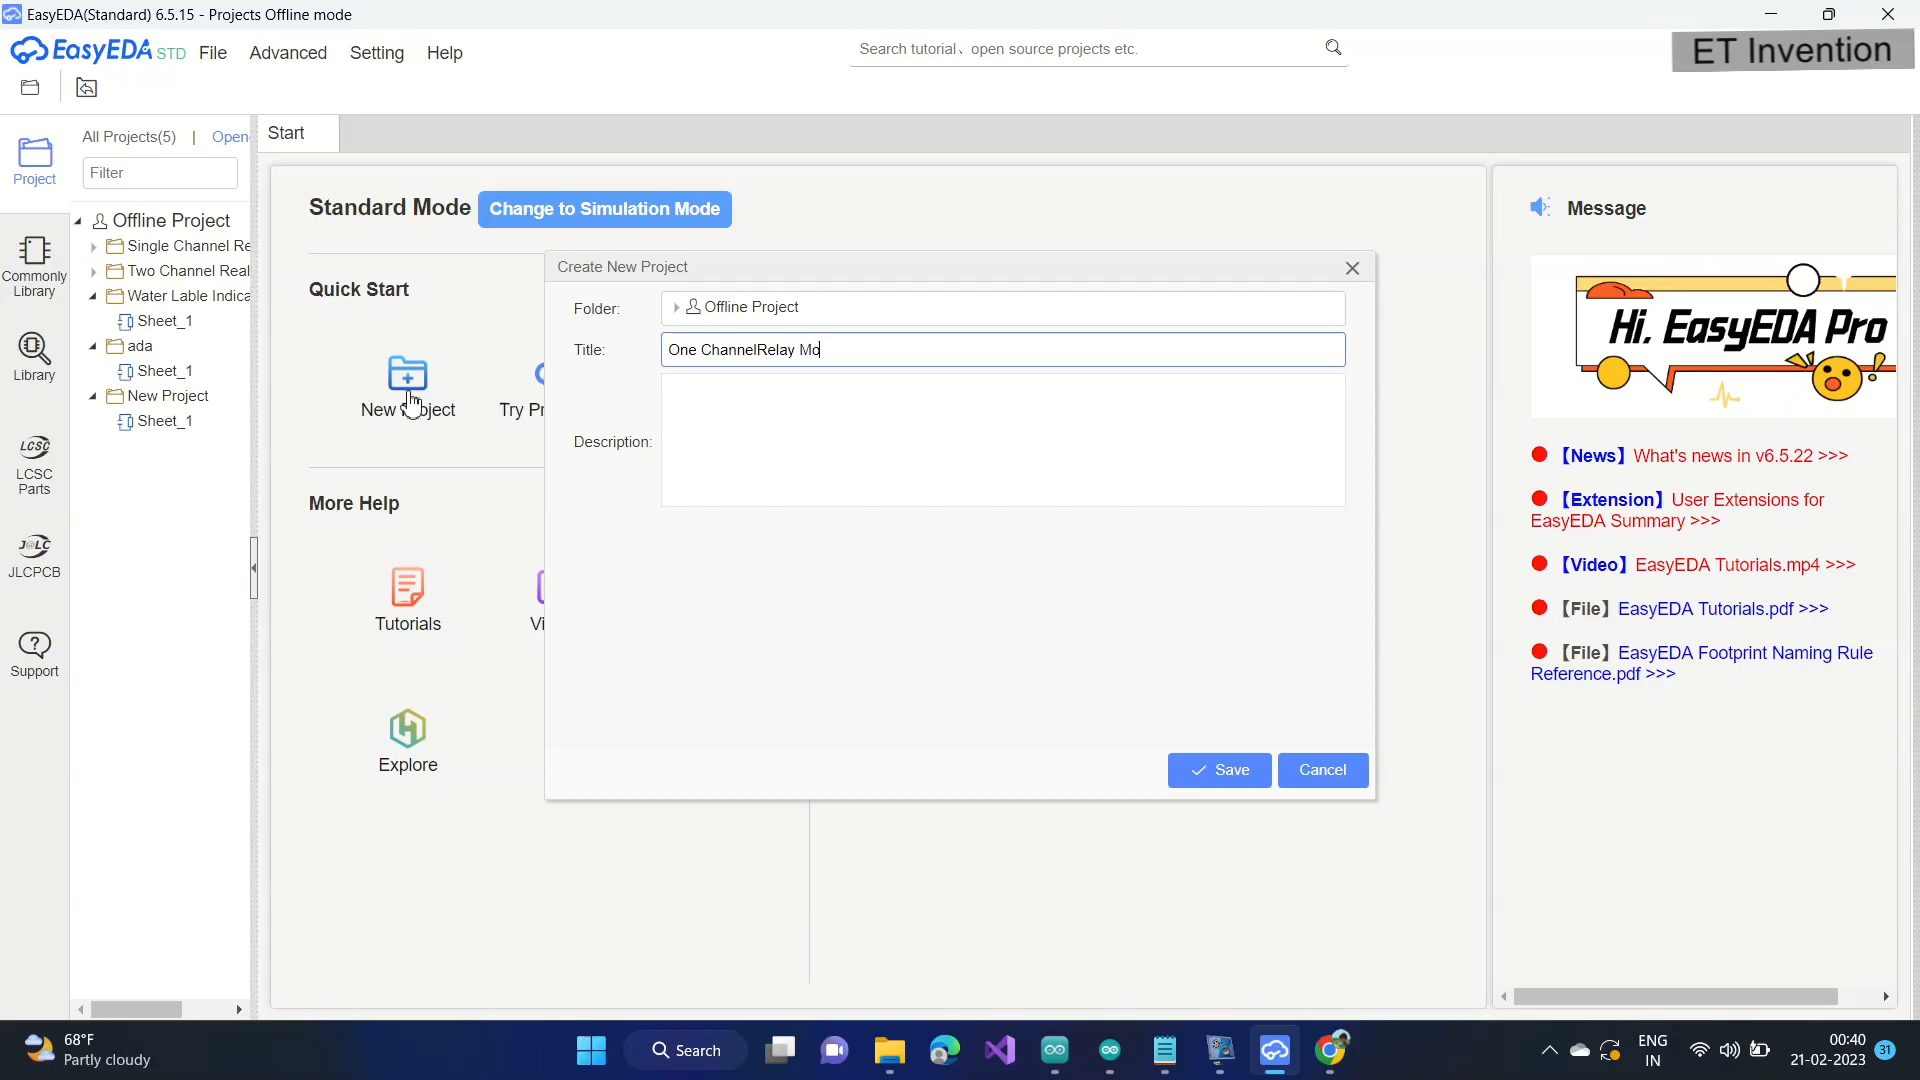 EasyEDA(Standard) 6.5.15 - Projects Offline mode
EasyEDA STD File Advanced Setting Help
Search tutorial、open source projects etc.
ET Invention
All Projects(5) | Open
Start
Filter
Project
Offline Project
Single Channel Re
Two Channel Real
Water Lable Indica
Sheet_1
ada
Sheet_1
New Project
Sheet_1
Commonly
Library
Library
LCSC
LCSC
Parts
J@LC
JLCPCB
Support
Standard Mode Change to Simulation Mode
Quick Start
New Project
Try Pr
More Help
Tutorials
Vi
Explore
Create New Project
Folder: Offline Project
Title: One ChannelRelay Mo
Description:
Save Cancel
Message
Hi. EasyEDA Pro
【News】What's news in v6.5.22 >>>
【Extension】User Extensions for
EasyEDA Summary >>>
【Video】EasyEDA Tutorials.mp4 >>>
【File】EasyEDA Tutorials.pdf >>>
【File】EasyEDA Footprint Naming Rule
Reference.pdf >>>
68°F
Partly cloudy
Search
ENG
IN
00:40
21-02-2023
31